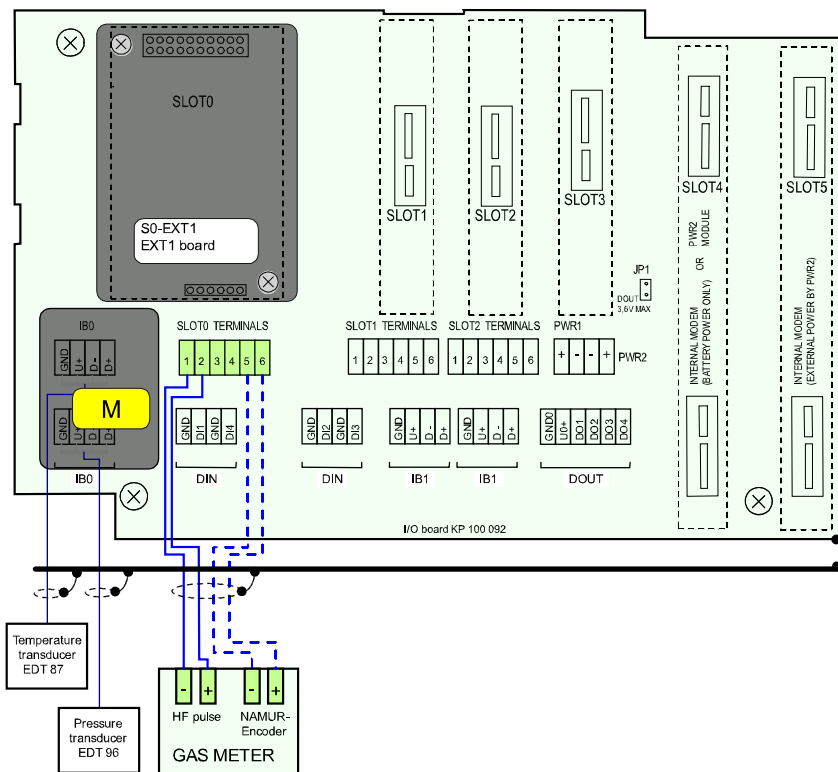 SLOT0
S0-EXT1
EXT1 board
SLOT1
SLOT2
SLOT3
SLOT4
SLOT5
JP1
DOUT
3,6V MAX
INTERNAL MODEM
(BATTERY POWER ONLY)
OR
PWR2
MODULE
INTERNAL MODEM
(EXTERNAL POWER BY PWR2)
IB0
GND U+ D - D+
SLOT0 TERMINALS
1 2 3 4 5 6
SLOT1 TERMINALS
1 2 3 4 5 6
SLOT2 TERMINALS
1 2 3 4 5 6
PWR1
+ - - +
PWR2
M
GND U+ D D+
IB0
GND DI1 GND DI4
DIN
GND DI2 GND DI3
DIN
GND U+ D - D+
IB1
GND U+ D - D+
IB1
GND0 U0+ DO1 DO2 DO3 DO4
DOUT
I/O board KP 100 092
Temperature
transducer
EDT 87
Pressure
transducer
EDT 96
- + - +
HF pulse
NAMUR-
Encoder
GAS METER